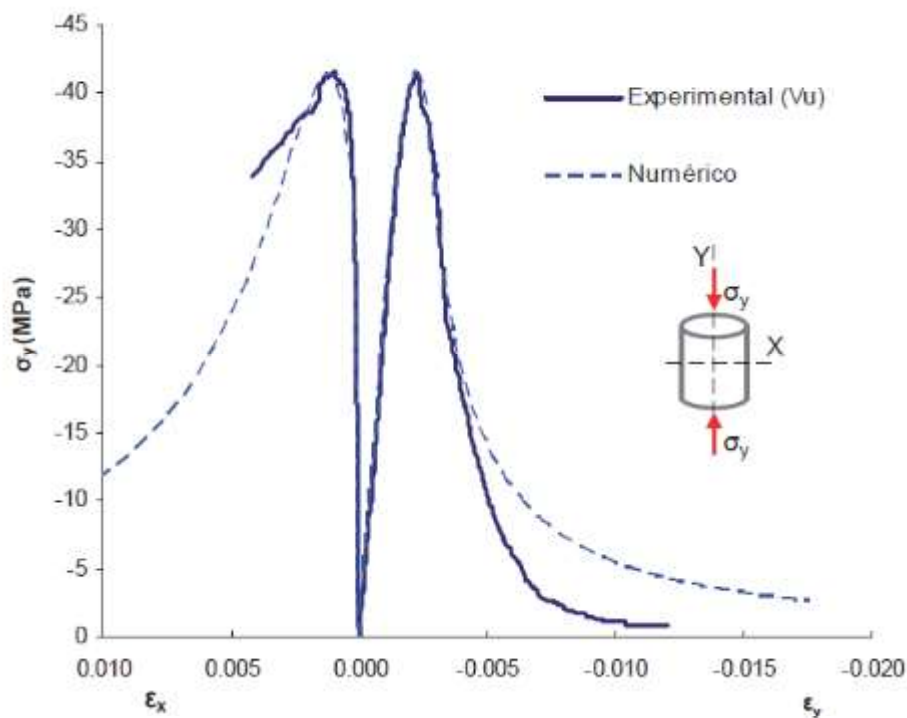 -45
-40
-35
-30
-25
-20
-15
-10
-5
0
σy (MPa)
Experimental (Vu)
Numérico
Y
σy
X
σy
0.010 0.005 0.000 -0.005 -0.010 -0.015 -0.020
εx εy